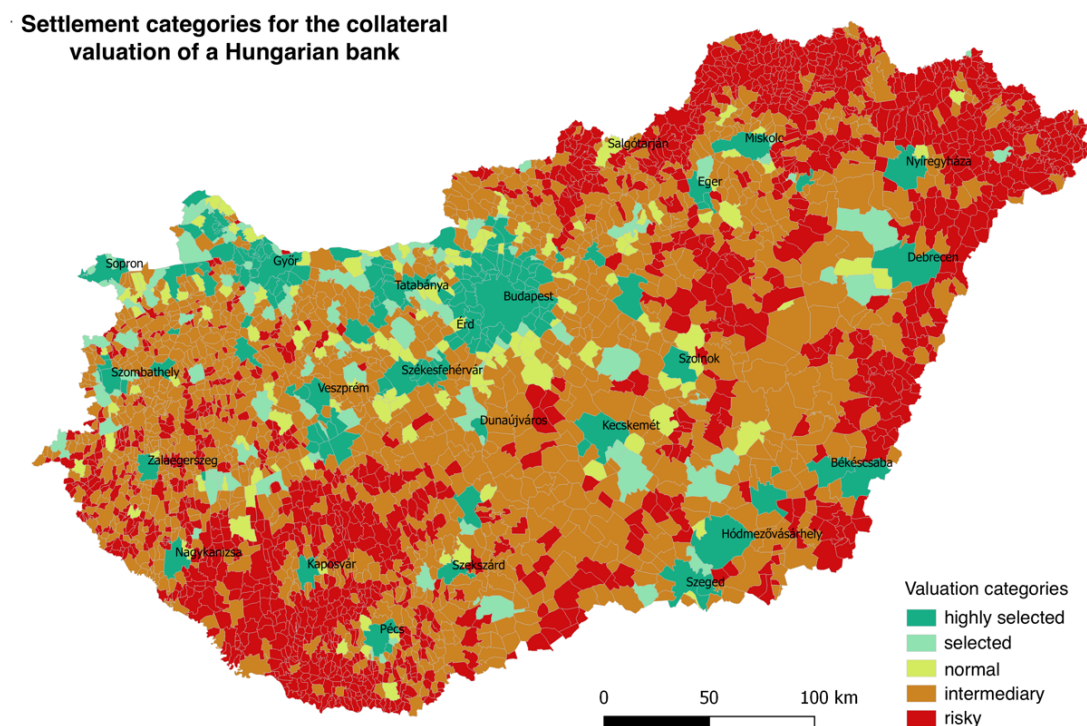 Settlement categories for the collateral
valuation of a Hungarian bank
Salgótarján
Miskolc
Nyíregyháza
Eger
Sopron
Győr
Debrecen
Tatabánya
Budapest
Érd
Szolnok
Szombathely
Székesfehérvár
Veszprém
Dunaújváros
Kecskemét
Zalaegerszeg
Békéscsaba
Hódmezővásárhely
Nagykanizsa
Kaposvár
Szekszárd
Szeged
Pécs
Valuation categories
highly selected
selected
normal
intermediary
risky
0 50 100 km